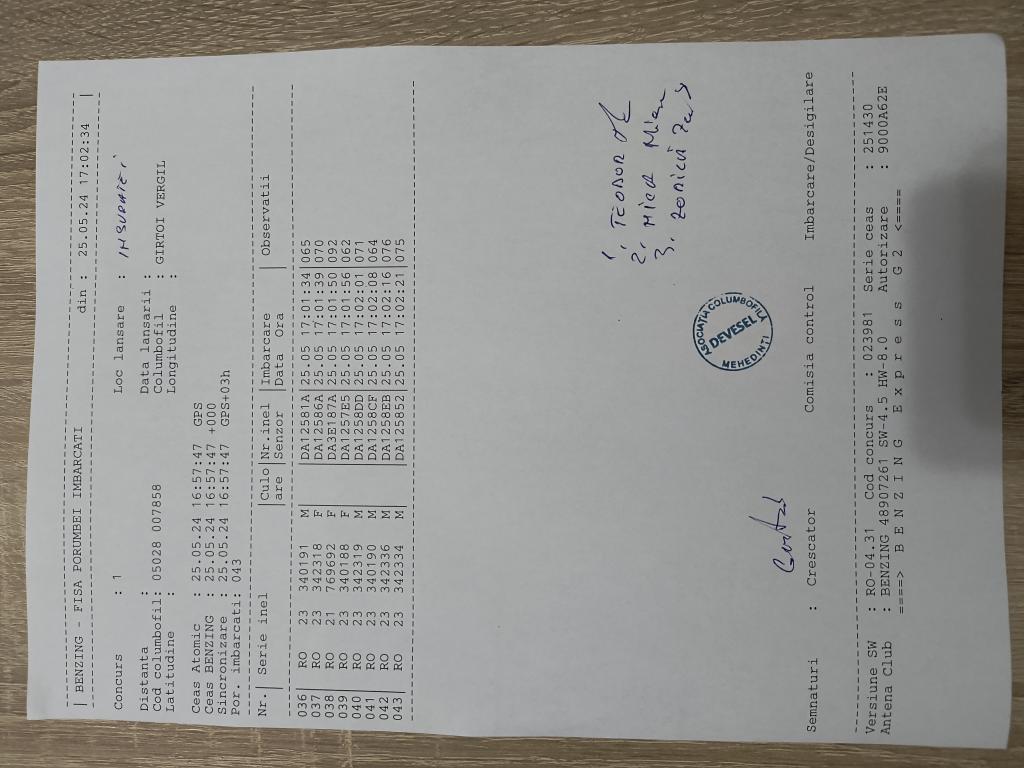 | BENZING - FISA PORUMBEI IMBARCATI din : 25.05.24 17:02:34 |
Concurs : 1 Loc lansare : INSURATEI
Distanta : Data lansarii :
Cod columbofil: 05028 007858 Columbofil : GIRTOI VERGIL
Latitudine : Longitudine :
Ceas Atomic : 25.05.24 16:57:47 GPS
Ceas BENZING : 25.05.24 16:57:47 +000
Sincronizare : 25.05.24 16:57:47 GPS+03h
Por.imbarcati: 043
Nr| Serie inel |Culo|Nr.inel |Imbarcare | Observatii
|are |Senzor |Data Ora |
036| RO 23 340191 M |DA12581A|25.05 17:01:34|065
037| RO 23 342318 F |DA12586A|25.05 17:01:39|070
038| RO 21 769692 F |DA3E187A|25.05 17:01:50|092
039| RO 23 340188 F |DA1257E5|25.05 17:01:56|062
040| RO 23 342319 M |DA1258DD|25.05 17:02:01|071
041| RO 23 340190 M |DA1258CF|25.05 17:02:08|064
042| RO 23 342336 M |DA1258EB|25.05 17:02:16|076
043| RO 23 342334 M |DA125852|25.05 17:02:21|075
1. TEODOR
2. Mica
3. Zonica
ASOCIATIA COLUMBOFILA
DEVESEL
MEHEDINTI
Semnaturi : Crescator Comisia control Imbarcare/Desigilare
Versiune SW : RO-04.31 Cod concurs : 023981 Serie ceas : 251430
Antena Club : BENZING 48907261 SW-4.5 HW-8.0 Autorizare : 9000A62E
====> B E N Z I N G E x p r e s s G 2 <====